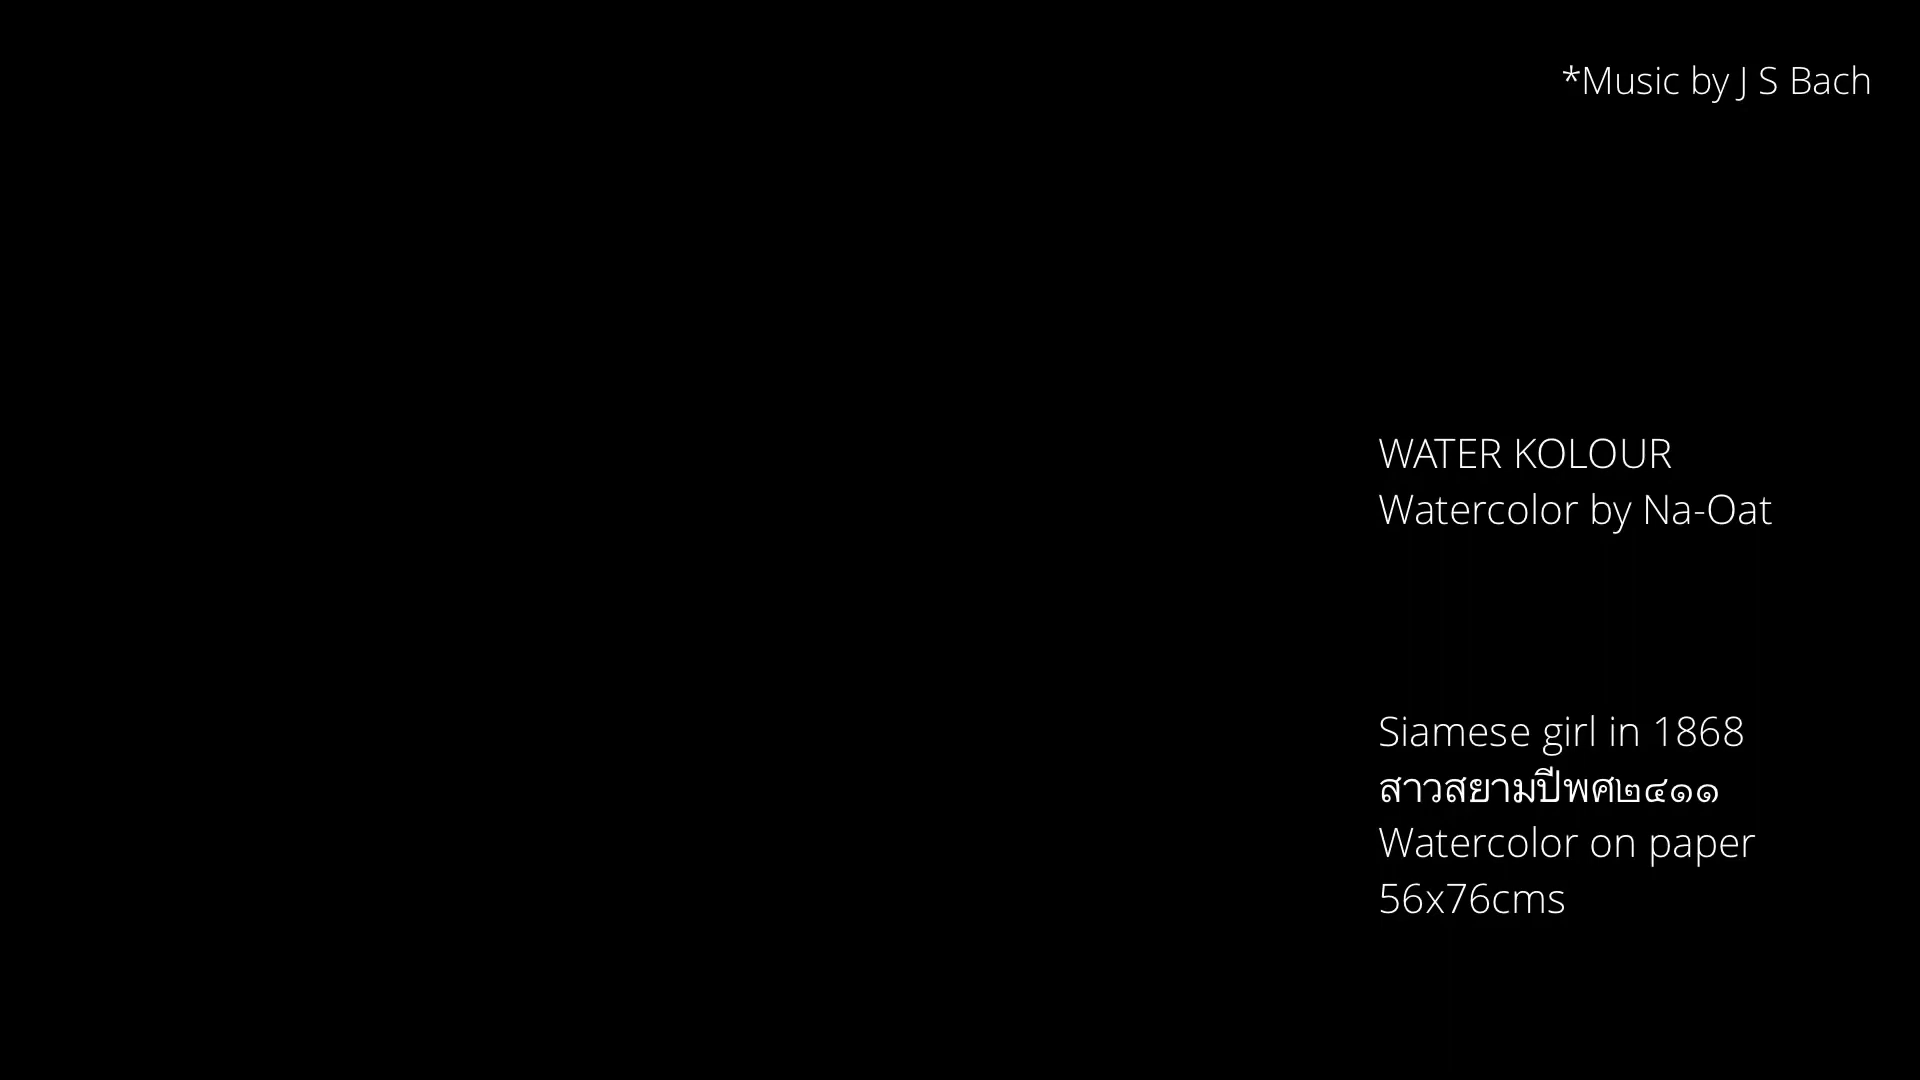 *Music by J S Bach
WATER KOLOUR
Watercolor by Na-Oat
Siamese girl in 1868
สาวสยามปีพศ๒๔๑๑
Watercolor on paper
56x76cms